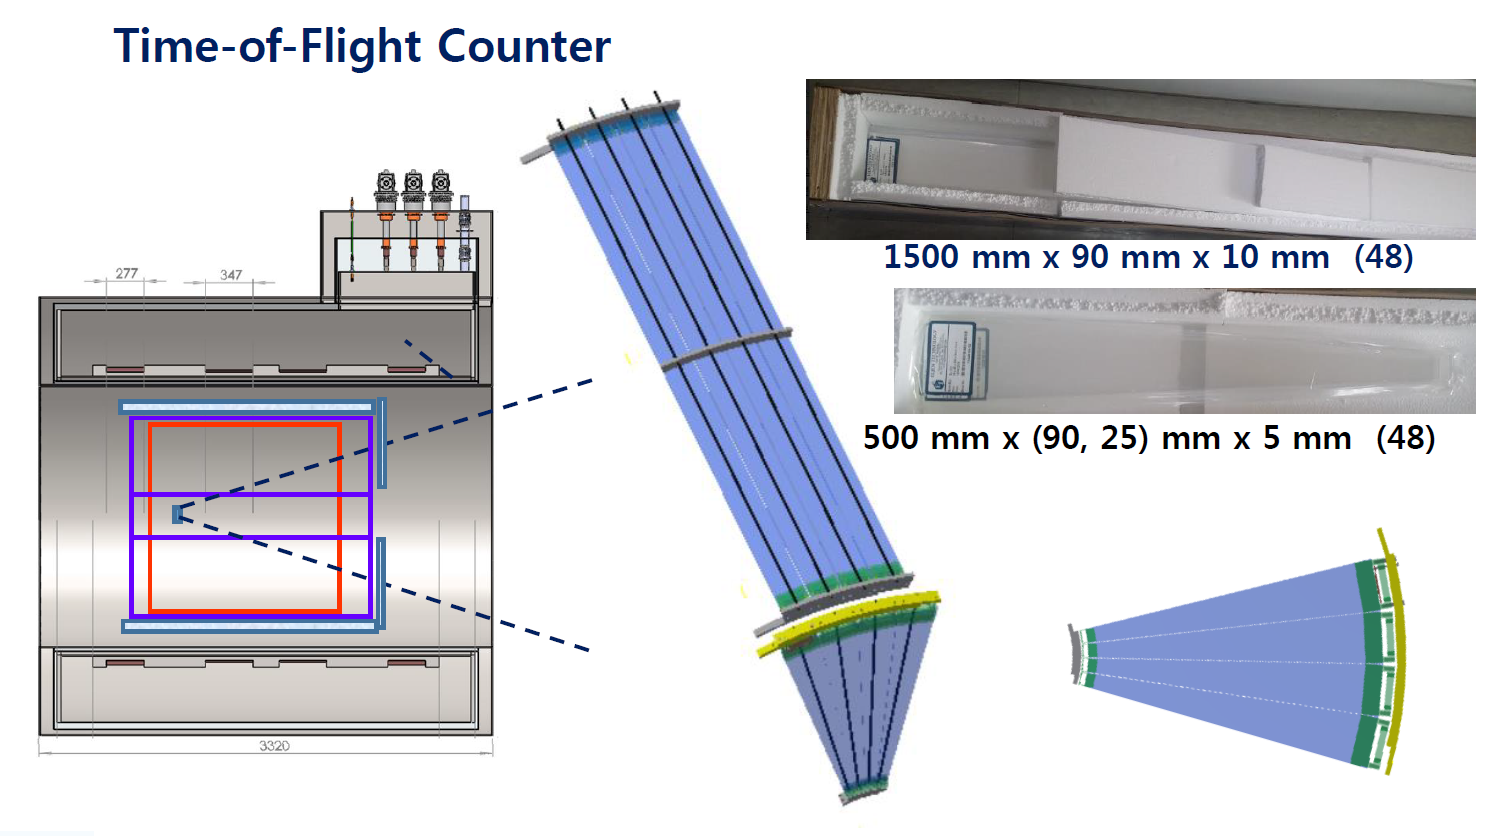 Time-of-Flight Counter
1500 mm x 90 mm x 10 mm (48)
277
347
500 mm x (90, 25) mm x 5 mm (48)
3320